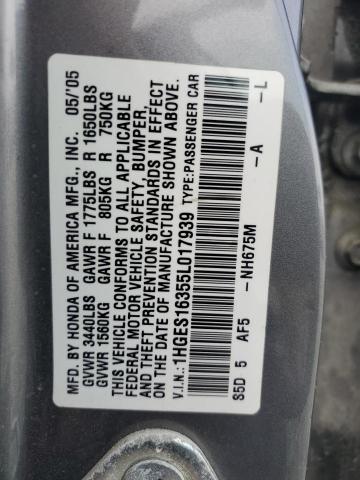 MFD. BY HONDA OF AMERICA MFG., INC. 05/'05
GVWR 3440LBS GAWR F 1775LBS R 1650LBS
GVWR 1560KG GAWR F 805KG R 750KG
THIS VEHICLE CONFORMS TO ALL APPLICABLE
FEDERAL MOTOR VEHICLE SAFETY, BUMPER,
AND THEFT PREVENTION STANDARDS IN EFFECT
ON THE DATE OF MANUFACTURE SHOWN ABOVE.
V.I.N.: 1HGES16355L017939 TYPE:PASSENGER CAR
S5D 5 AF5 -NH675M -A -L